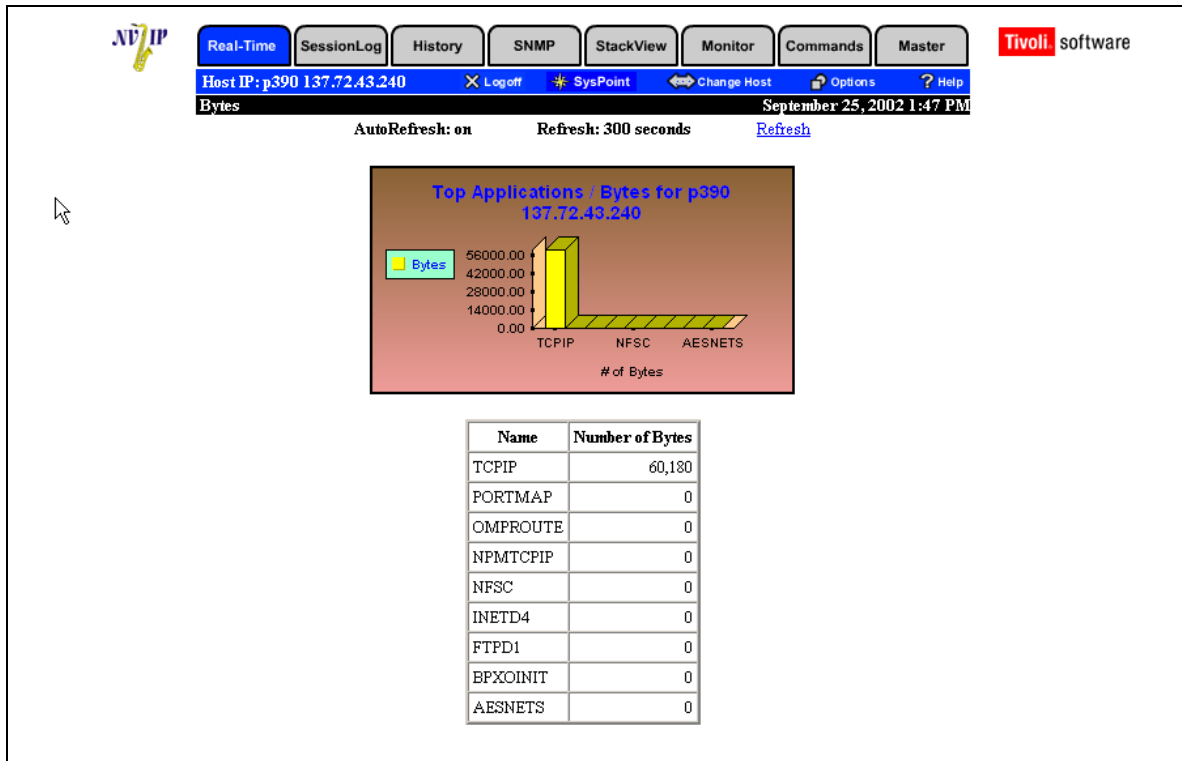 NV/IP
Real-Time SessionLog History SNMP StackView Monitor Commands Master
Tivoli. software
Host IP: p390 137.72.43.240 Logoff SysPoint Change Host Options ? Help
Bytes September 25, 2002 1:47 PM
AutoRefresh: on Refresh: 300 seconds Refresh
Top Applications / Bytes for p390
137.72.43.240
Bytes
56000.00
42000.00
28000.00
14000.00
0.00
TCPIP NFSC AESNETS
# of Bytes
Name Number of Bytes
TCPIP 60,180
PORTMAP 0
OMPROUTE 0
NPMTCPIP 0
NFSC 0
INETD4 0
FTPD1 0
BPXOINIT 0
AESNETS 0